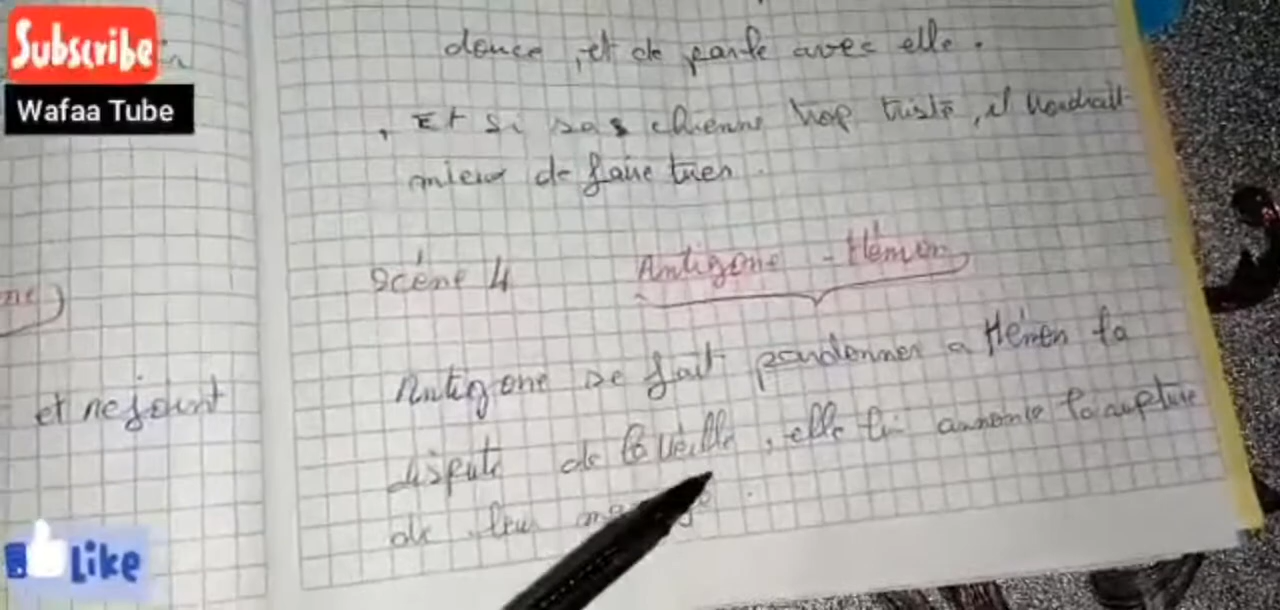 Subscribe
Wafaa Tube
douce, et de parle avec elle.
, Et si sas chienne trop triste, il voudrait
mieux de faire tuer.
Scène 4 Antigone - Hémon
et rejoint
Antigone se fait pardonner a Hémon la
dispute de la veille, elle lui annonce la rupture
de leur
Like